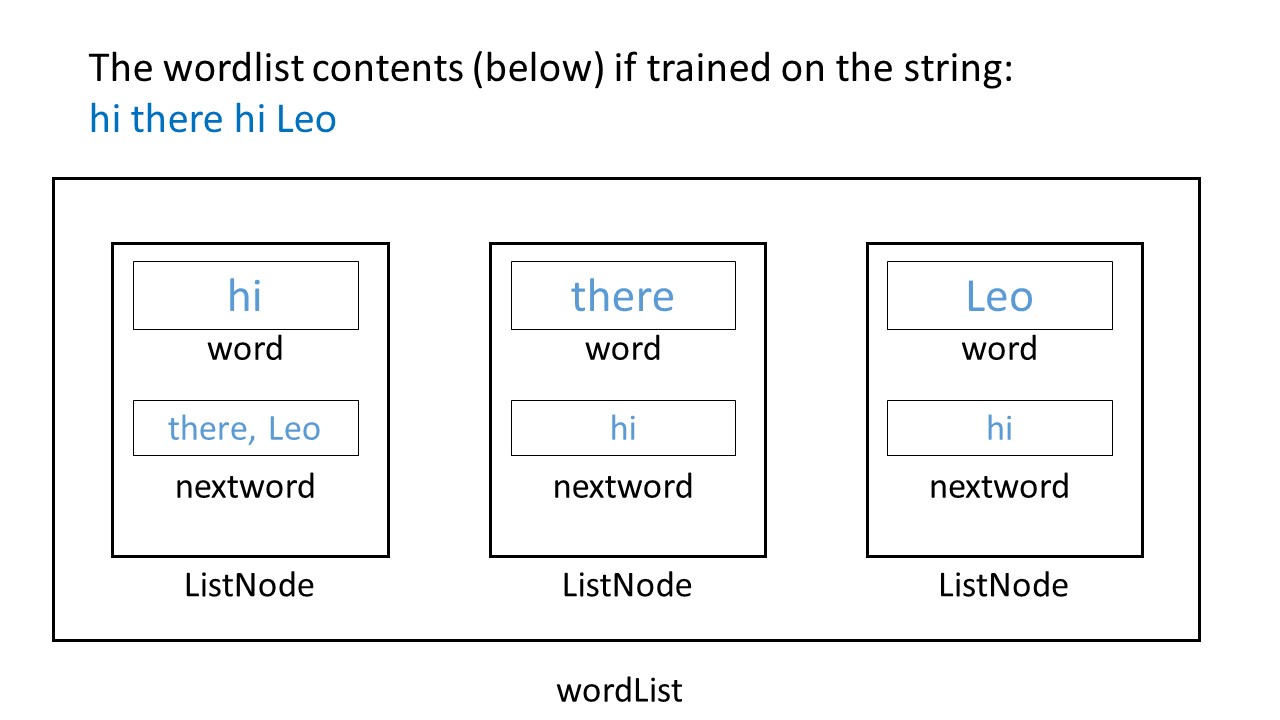 The wordlist contents (below) if trained on the string:
hi there hi Leo
hi
word
there, Leo
nextword
ListNode
there
word
hi
nextword
ListNode
Leo
word
hi
nextword
ListNode
wordList